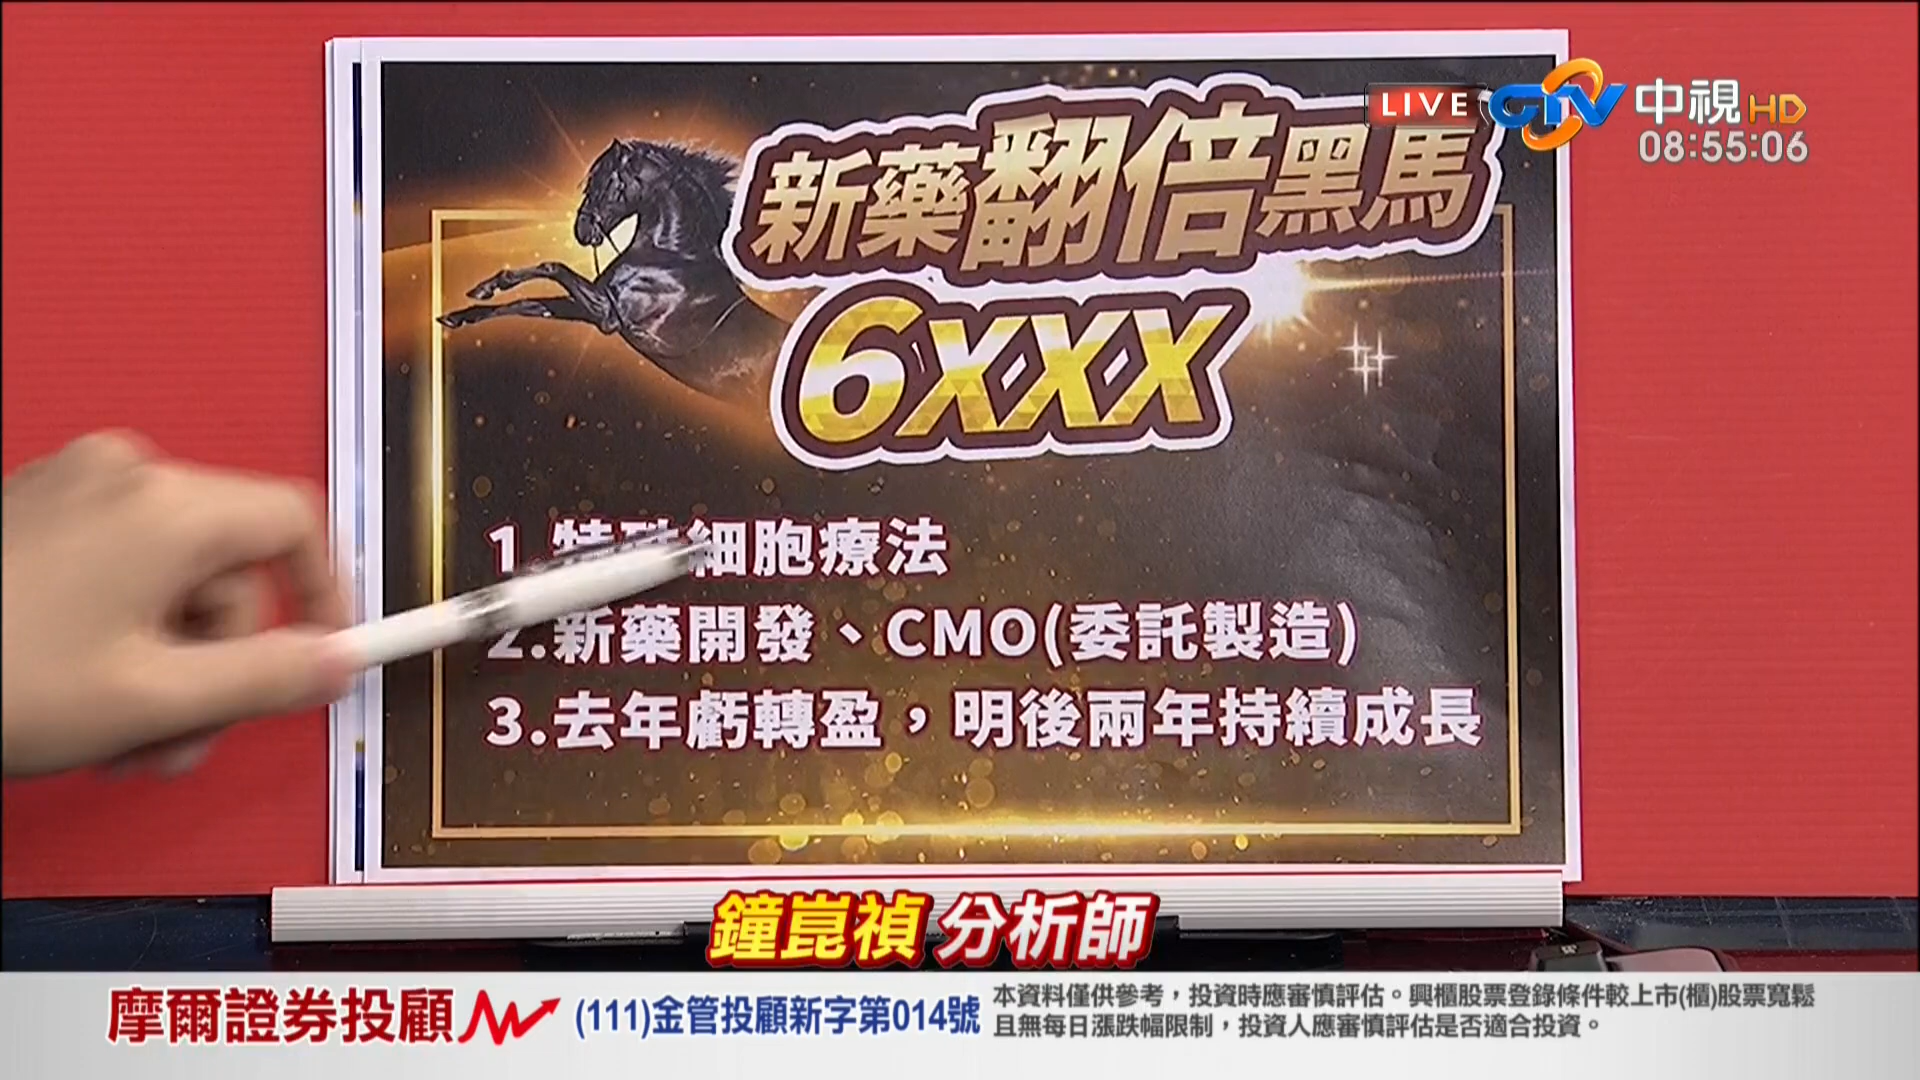 LIVE CTV 中視HD
08:55:06
新藥翻倍黑馬
6xxx
1.特殊細胞療法
2.新藥開發、CMO(委託製造)
3.去年虧轉盈，明後兩年持續成長
鐘崑禎 分析師
摩爾證券投顧 (111)金管投顧新字第014號
本資料僅供參考，投資時應審慎評估。興櫃股票登錄條件較上市(櫃)股票寬鬆
且無每日漲跌幅限制，投資人應審慎評估是否適合投資。